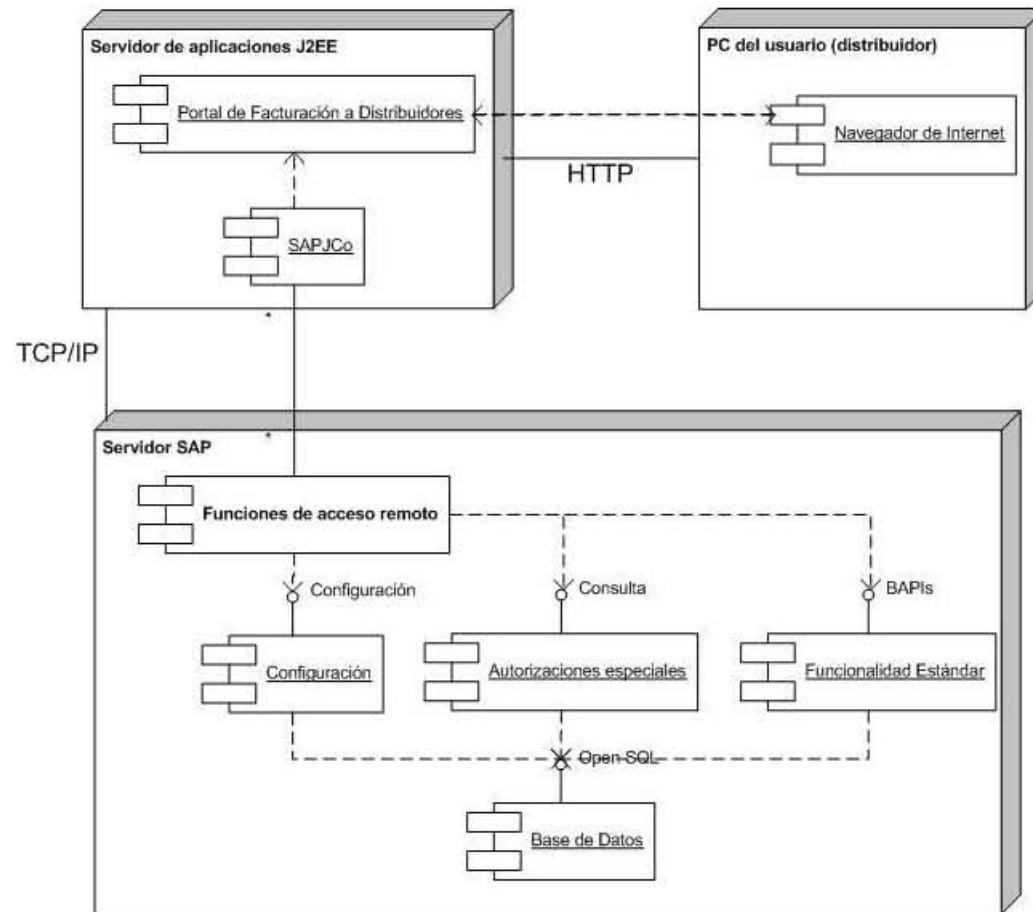 Servidor de aplicaciones J2EE
Portal de Facturación a Distribuidores
SAPJCo
PC del usuario (distribuidor)
Navegador de Internet
HTTP
*
TCP/IP
*
Servidor SAP
Funciones de acceso remoto
Configuración
Consulta
BAPIs
Configuración
Autorizaciones especiales
Funcionalidad Estándar
Open SQL
Base de Datos